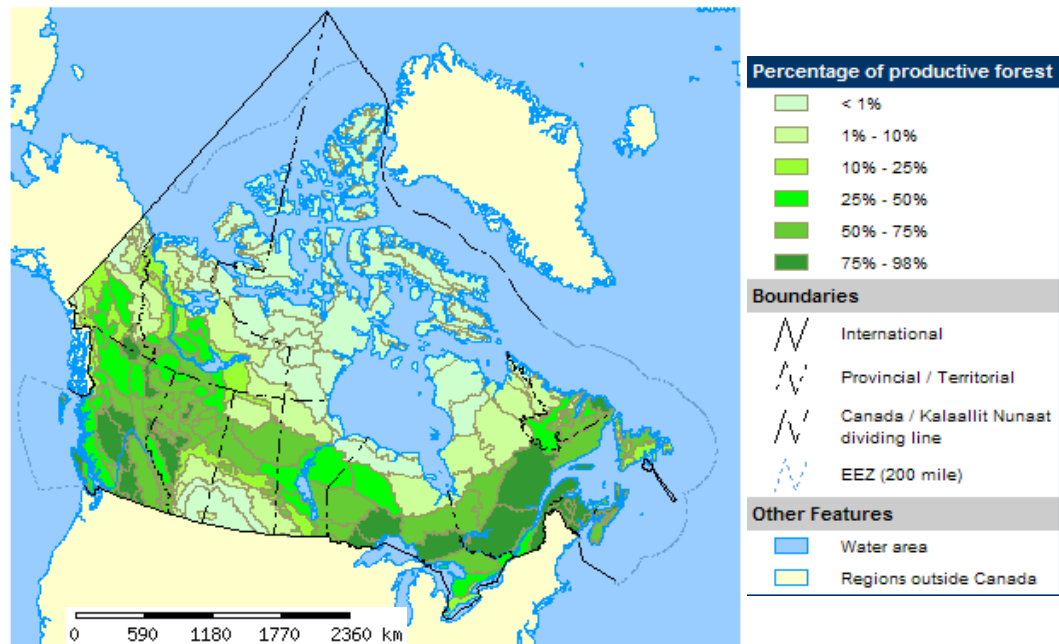 Percentage of productive forest
< 1%
1% - 10%
10% - 25%
25% - 50%
50% - 75%
75% - 98%
Boundaries
International
Provincial / Territorial
Canada / Kalaallit Nunaat
dividing line
EEZ (200 mile)
Other Features
Water area
Regions outside Canada
0 590 1180 1770 2360 km